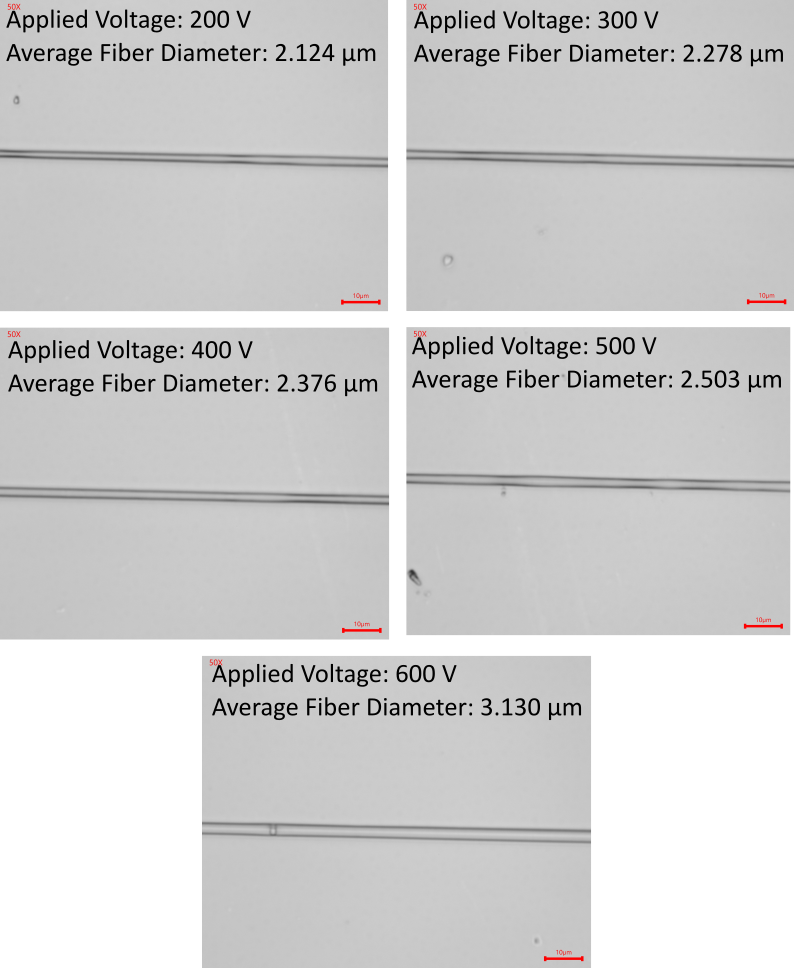 50X
Applied Voltage: 200 V
Average Fiber Diameter: 2.124 µm
10µm
50X
Applied Voltage: 300 V
Average Fiber Diameter: 2.278 µm
10µm
50X
Applied Voltage: 400 V
Average Fiber Diameter: 2.376 µm
10µm
50X
Applied Voltage: 500 V
Average Fiber Diameter: 2.503 µm
10µm
50X
Applied Voltage: 600 V
Average Fiber Diameter: 3.130 µm
10µm